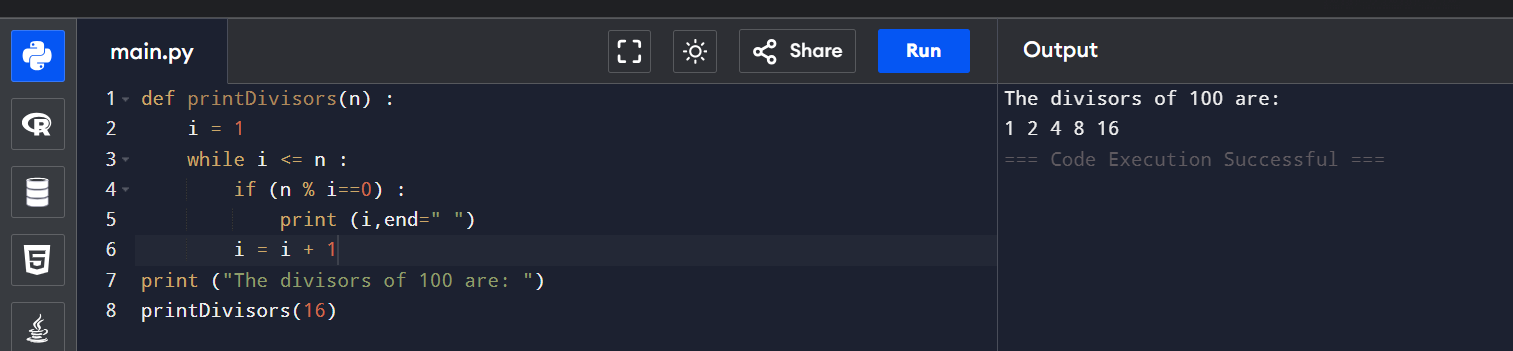 main.py
Share
Run
Output
1 def printDivisors(n) :
2     i = 1
3     while i <= n :
4         if (n % i==0) :
5             print (i,end=" ")
6         i = i + 1
7 print ("The divisors of 100 are: ")
8 printDivisors(16)
The divisors of 100 are:
1 2 4 8 16
=== Code Execution Successful ===